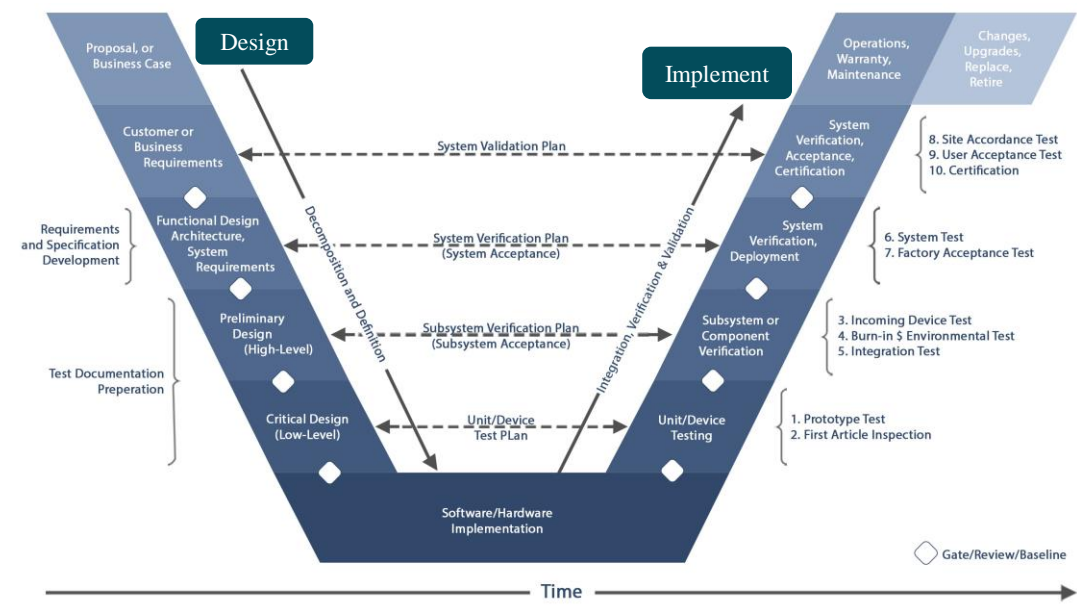 Design
Implement
Proposal, or
Business Case
Operations,
Warranty,
Maintenance
Changes,
Upgrades,
Replace,
Retire
Customer or
Business
Requirements
System Validation Plan
System
Verification,
Acceptance,
Certification
8. Site Accordance Test
9. User Acceptance Test
10. Certification
Requirements
and Specification
Development
Functional Design
Architecture,
System
Requirements
Decomposition and Definition
System Verification Plan
(System Acceptance)
Integration, Verification & Validation
System
Verification,
Deployment
6. System Test
7. Factory Acceptance Test
Preliminary
Design
(High-Level)
Subsystem Verification Plan
(Subsystem Acceptance)
Subsystem or
Component
Verification
3. Incoming Device Test
4. Burn-in $ Environmental Test
5. Integration Test
Test Documentation
Preperation
Critical Design
(Low-Level)
Unit/Device
Test PLan
Unit/Device
Testing
1. Prototype Test
2. First Article Inspection
Software/Hardware
Implementation
Gate/Review/Baseline
Time